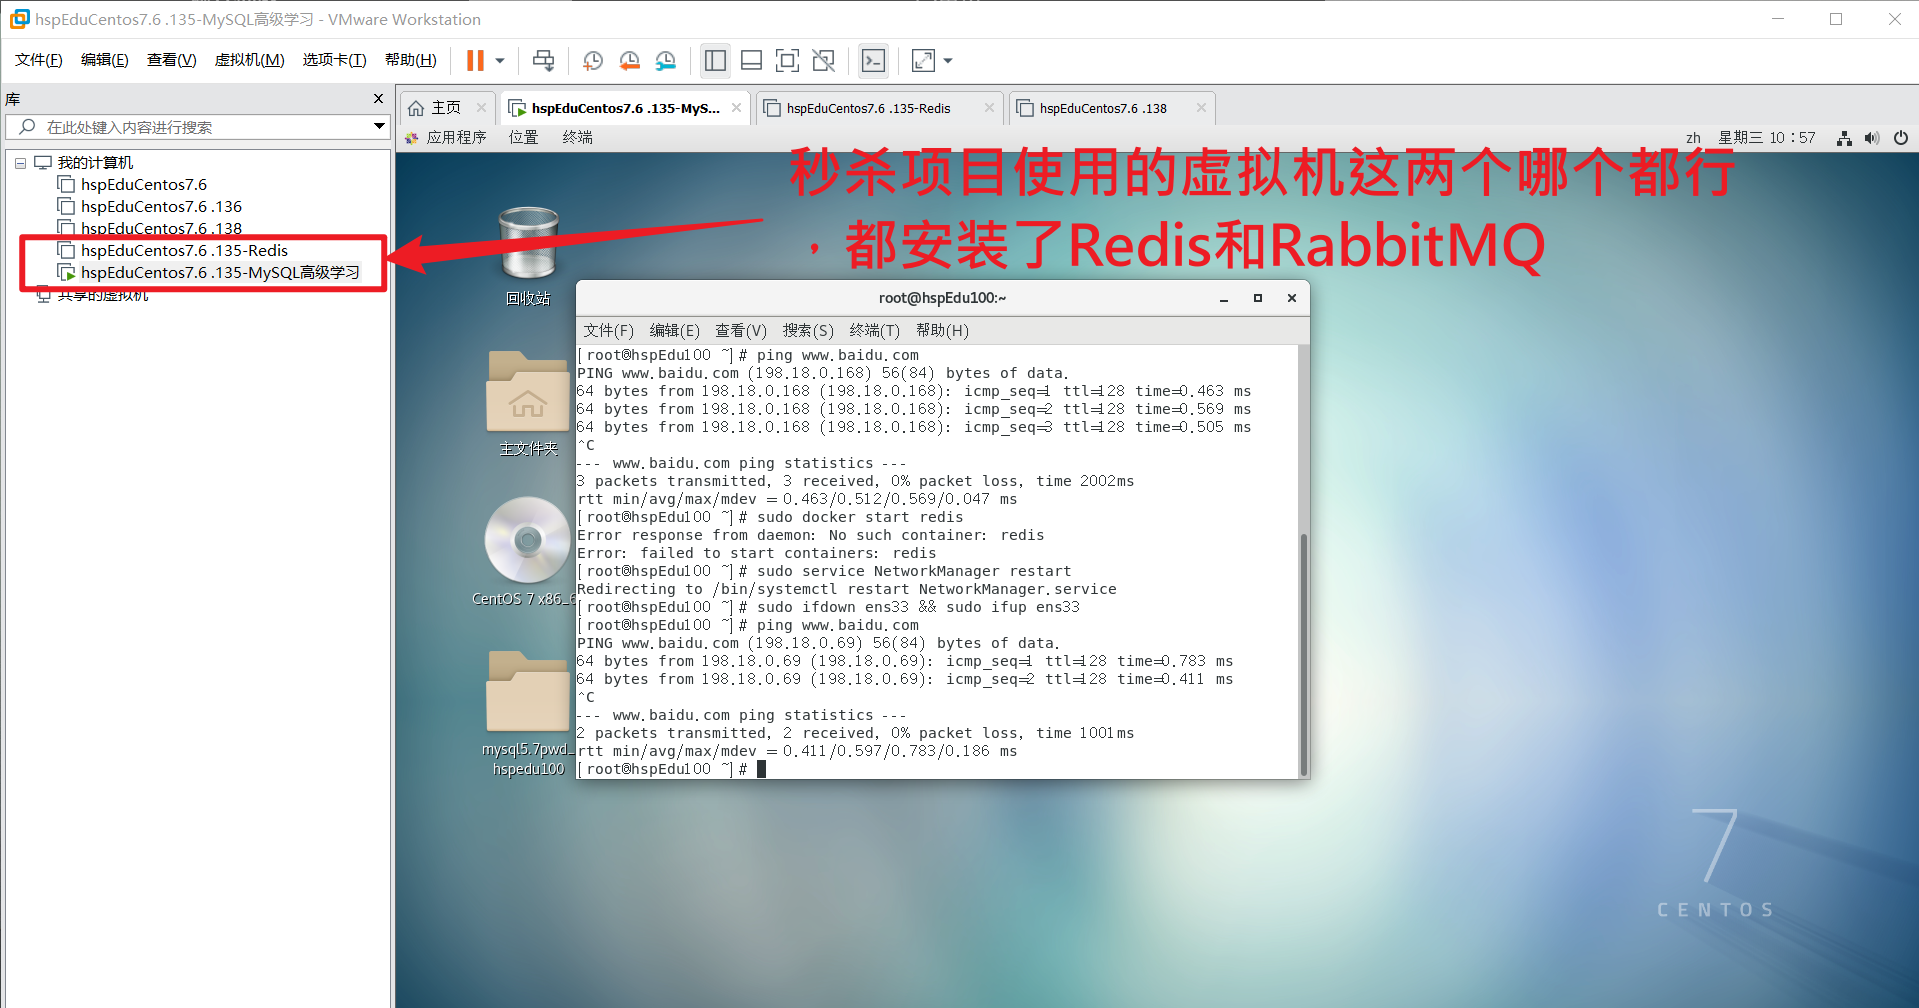 hspEduCentos7.6 .135-MySQL高级学习 - VMware Workstation
文件(F) 编辑(E) 查看(V) 虚拟机(M) 选项卡(T) 帮助(H)
库
在此处键入内容进行搜索
我的计算机
hspEduCentos7.6
hspEduCentos7.6 .136
hspEduCentos7.6 .138
hspEduCentos7.6 .135-Redis
hspEduCentos7.6 .135-MySQL高级学习
共享的虚拟机
主页 hspEduCentos7.6 .135-MyS... hspEduCentos7.6 .135-Redis hspEduCentos7.6 .138
应用程序 位置 终端 zh 星期三 10:57
秒杀项目使用的虚拟机这两个哪个都行
，都安装了Redis和RabbitMQ
回收站
主文件夹
CentOS 7 x86_6
mysql5.7pwd_
hspedu100
root@hspEdu100:~
文件(F) 编辑(E) 查看(V) 搜索(S) 终端(T) 帮助(H)
[root@hspEdu100 ~]# ping www.baidu.com
PING www.baidu.com (198.18.0.168) 56(84) bytes of data.
64 bytes from 198.18.0.168 (198.18.0.168): icmp_seq=1 ttl=128 time=0.463 ms
64 bytes from 198.18.0.168 (198.18.0.168): icmp_seq=2 ttl=128 time=0.569 ms
64 bytes from 198.18.0.168 (198.18.0.168): icmp_seq=3 ttl=128 time=0.505 ms
^C
--- www.baidu.com ping statistics ---
3 packets transmitted, 3 received, 0% packet loss, time 2002ms
rtt min/avg/max/mdev = 0.463/0.512/0.569/0.047 ms
[root@hspEdu100 ~]# sudo docker start redis
Error response from daemon: No such container: redis
Error: failed to start containers: redis
[root@hspEdu100 ~]# sudo service NetworkManager restart
Redirecting to /bin/systemctl restart NetworkManager.service
[root@hspEdu100 ~]# sudo ifdown ens33 && sudo ifup ens33
[root@hspEdu100 ~]# ping www.baidu.com
PING www.baidu.com (198.18.0.69) 56(84) bytes of data.
64 bytes from 198.18.0.69 (198.18.0.69): icmp_seq=1 ttl=128 time=0.783 ms
64 bytes from 198.18.0.69 (198.18.0.69): icmp_seq=2 ttl=128 time=0.411 ms
^C
--- www.baidu.com ping statistics ---
2 packets transmitted, 2 received, 0% packet loss, time 1001ms
rtt min/avg/max/mdev = 0.411/0.597/0.783/0.186 ms
[root@hspEdu100 ~]#
7
CENTOS